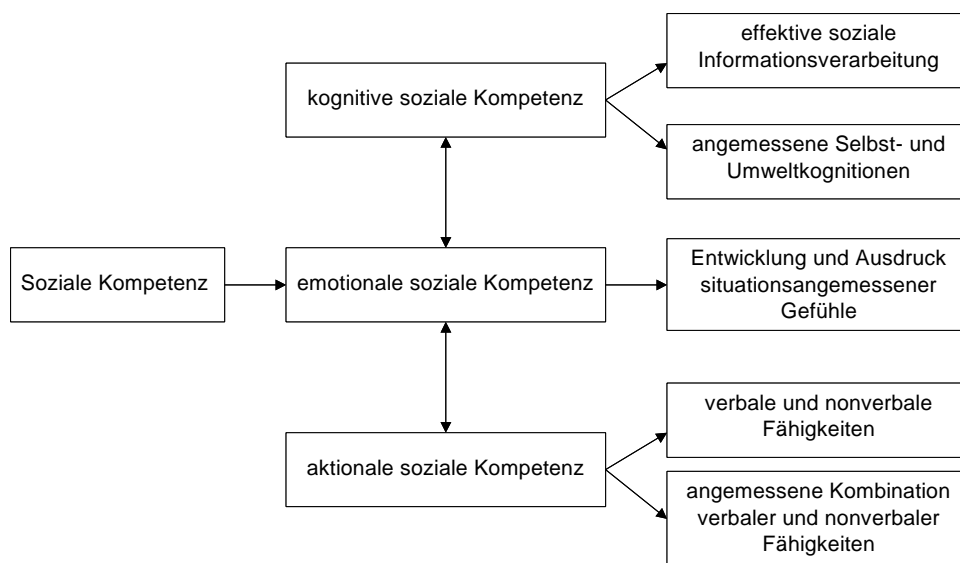 effektive soziale
Informationsverarbeitung
kognitive soziale Kompetenz
angemessene Selbst- und
Umweltkognitionen
Soziale Kompetenz
emotionale soziale Kompetenz
Entwicklung und Ausdruck
situationsangemessener
Gefühle
verbale und nonverbale
Fähigkeiten
aktionale soziale Kompetenz
angemessene Kombination
verbaler und nonverbaler
Fähigkeiten